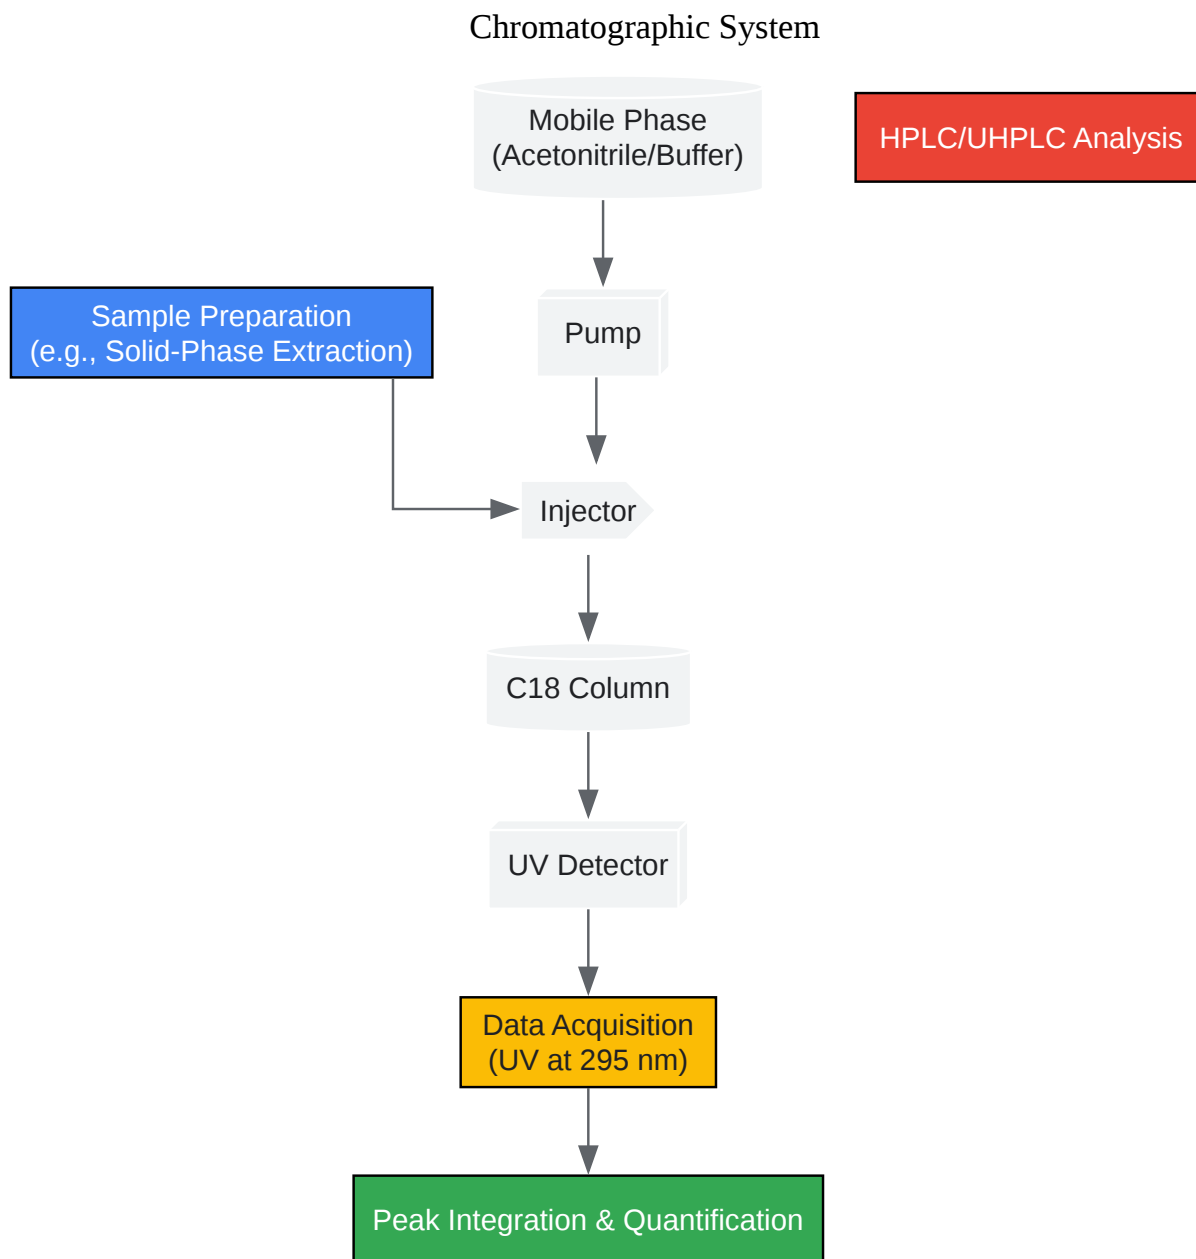 Chromatographic System
Mobile Phase
(Acetonitrile/Buffer)
HPLC/UHPLC Analysis
Sample Preparation
(e.g., Solid-Phase Extraction)
Pump
Injector
C18 Column
UV Detector
Data Acquisition
(UV at 295 nm)
Peak Integration & Quantification